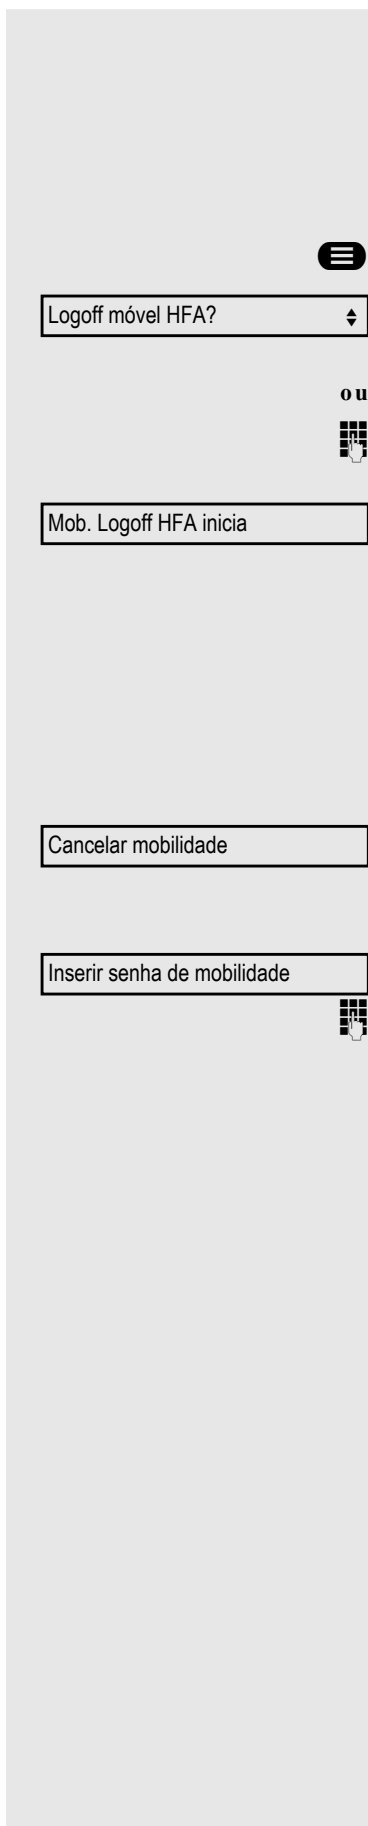 Logoff móvel HFA?
ou
Mob. Logoff HFA inicia
Cancelar mobilidade
Inserir senha de mobilidade